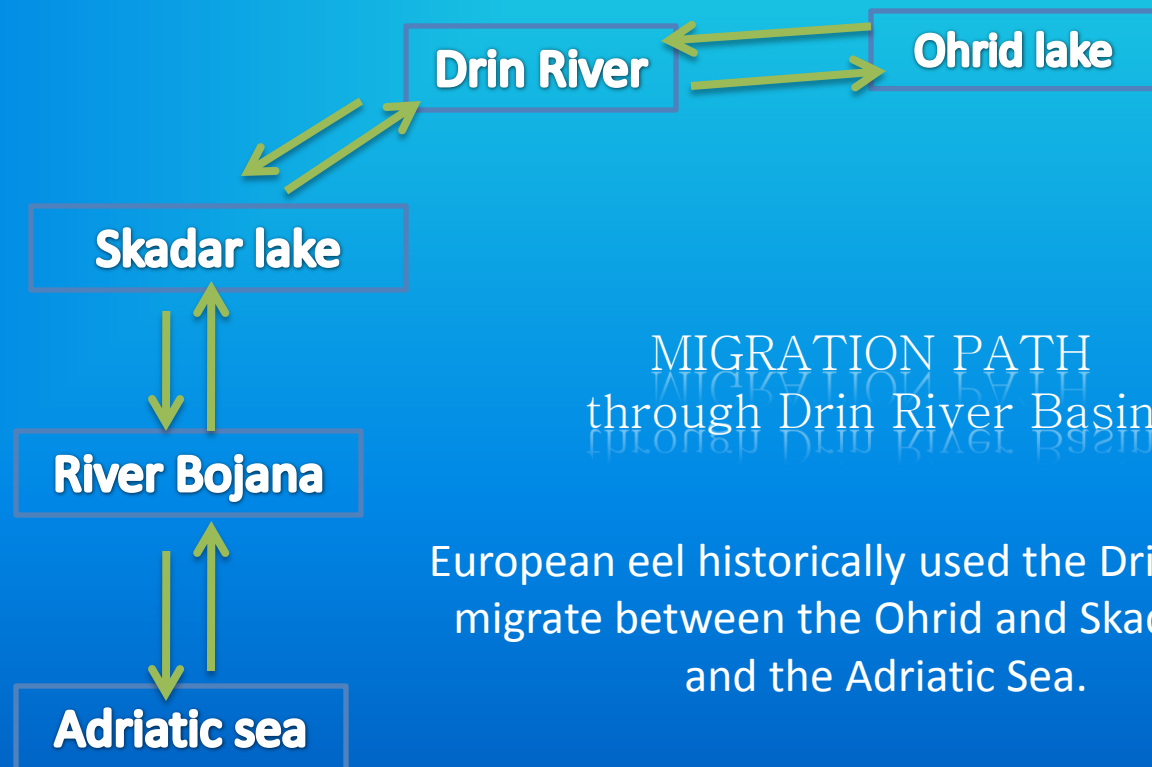 Drin River
Ohrid lake
Skadar lake
MIGRATION PATH
through Drin River Basin
River Bojana
European eel historically used the
migrate between the Ohrid and
and the Adriatic Sea.
Adriatic sea